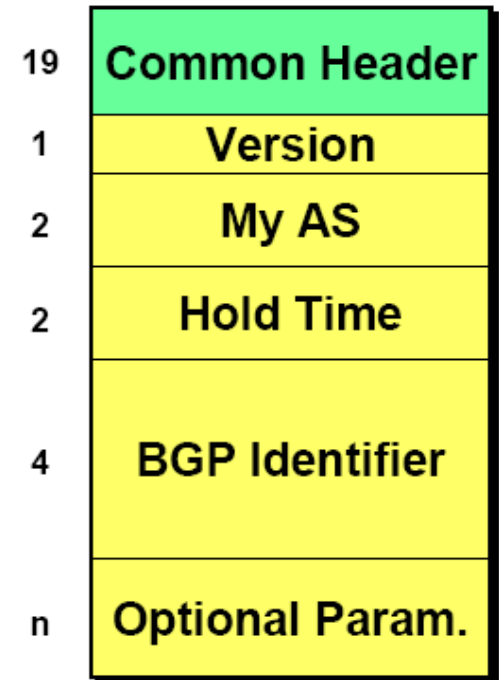 19 Common Header
1 Version
2 My AS
2 Hold Time
4 BGP Identifier
n Optional Param.